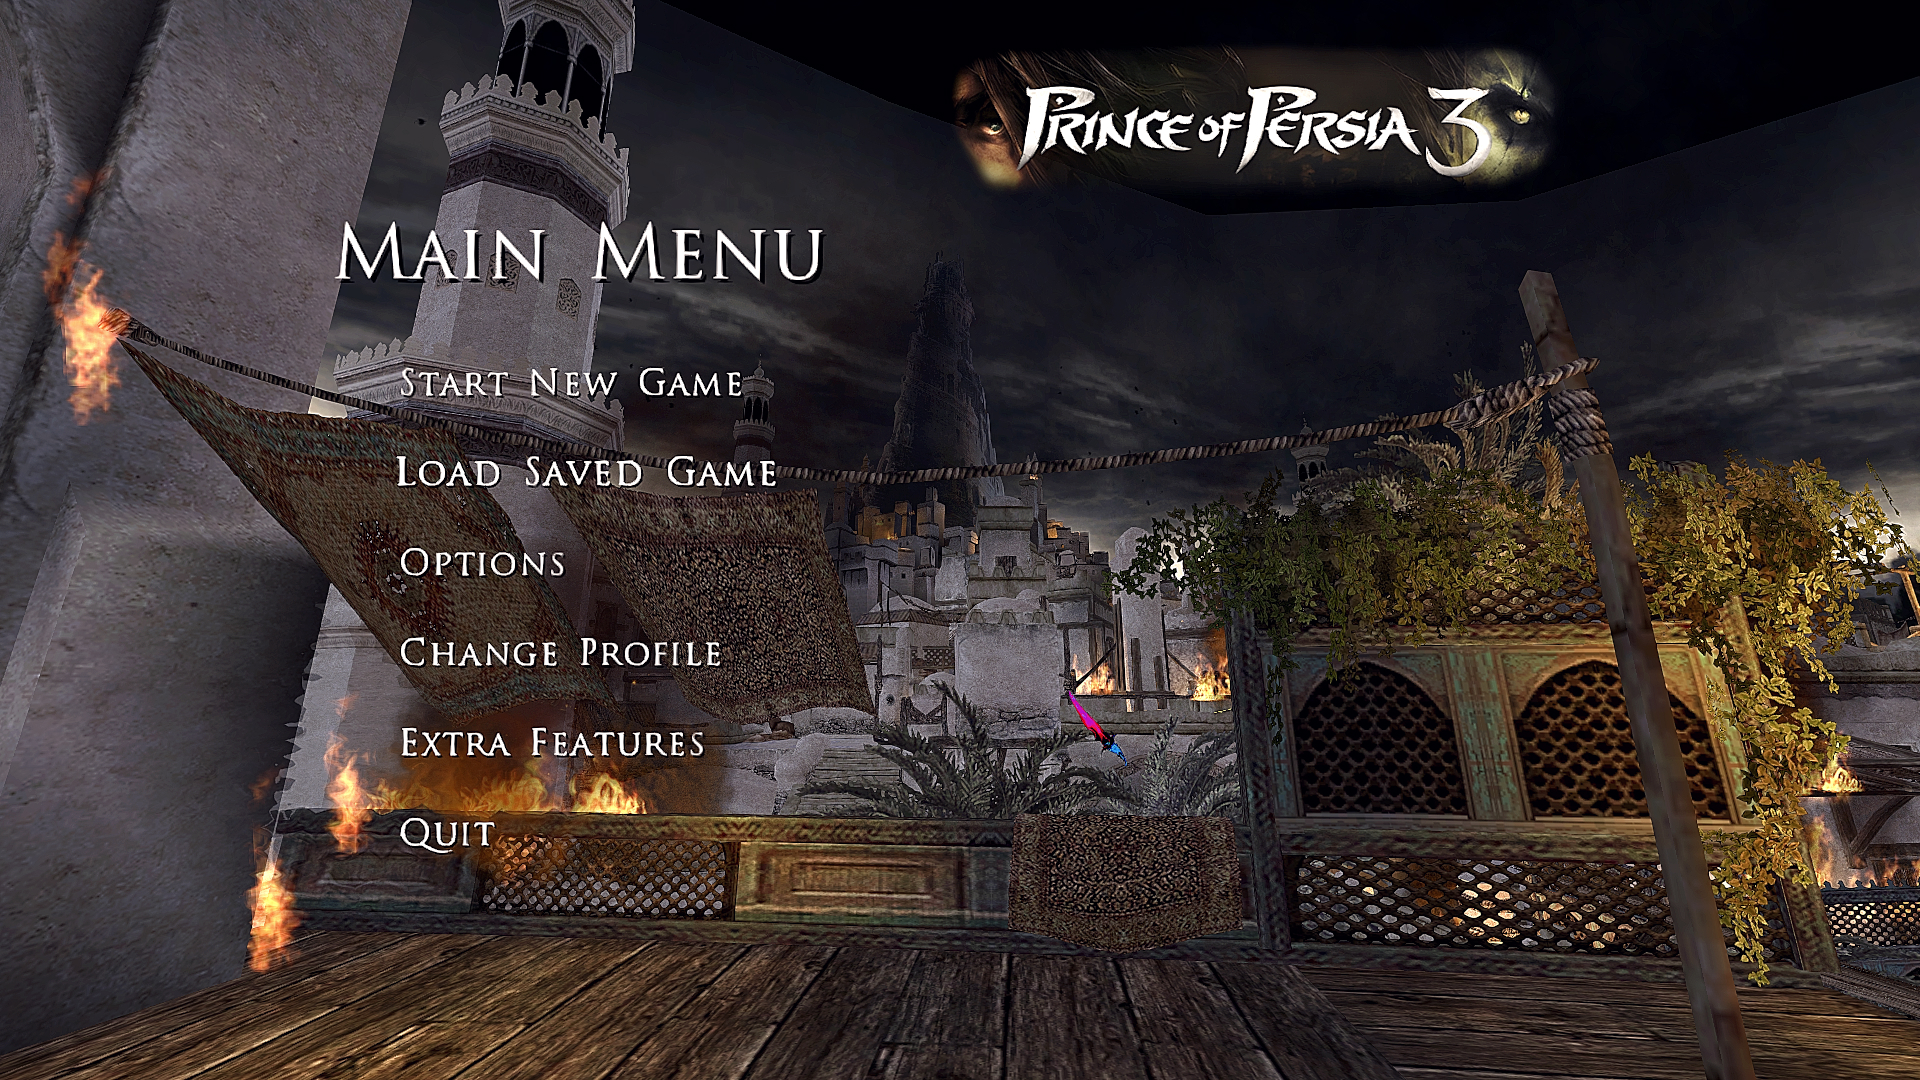 PRINCE OF PERSIA 3
MAIN MENU
START NEW GAME
LOAD SAVED GAME
OPTIONS
CHANGE PROFILE
EXTRA FEATURES
QUIT